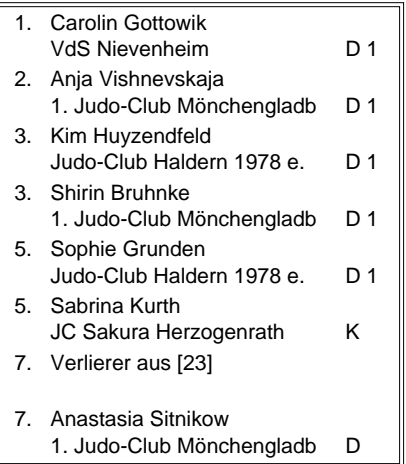 1. Carolin Gottowik
VdS Nievenheim D 1
2. Anja Vishnevskaja
1. Judo-Club Mönchengladb D 1
3. Kim Huyzendfeld
Judo-Club Haldern 1978 e. D 1
3. Shirin Bruhnke
1. Judo-Club Mönchengladb D 1
5. Sophie Grunden
Judo-Club Haldern 1978 e. D 1
5. Sabrina Kurth
JC Sakura Herzogenrath K
7. Verlierer aus [23]
7. Anastasia Sitnikow
1. Judo-Club Mönchengladb D